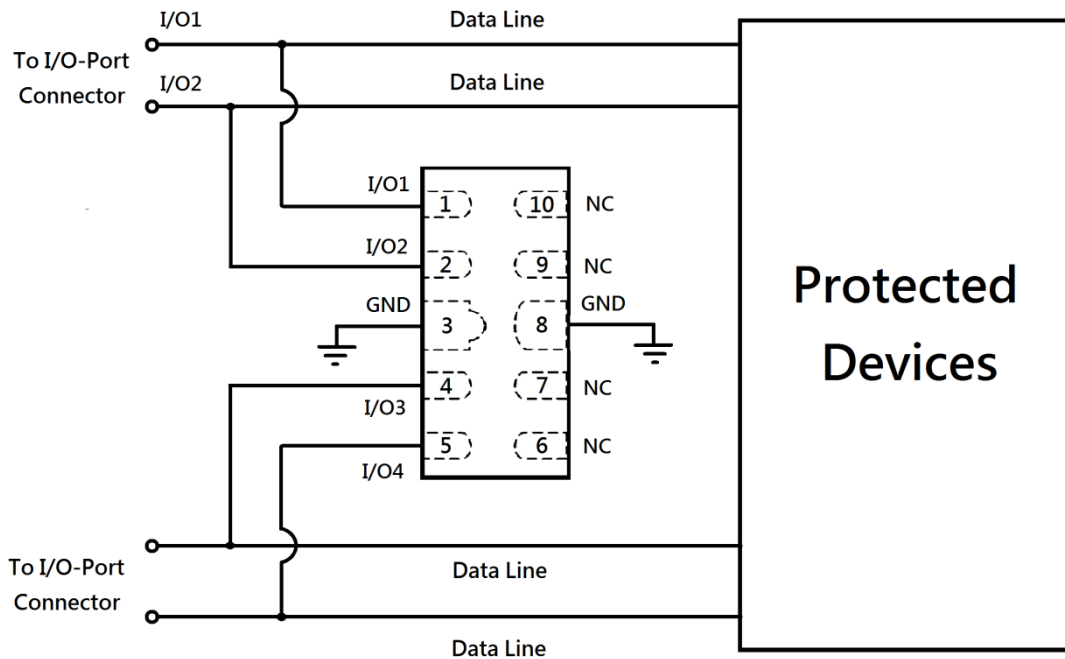 I/O1
Data Line
To I/O-Port
Connector
I/O2
Data Line
I/O1
1
10
NC
I/O2
2
9
NC
GND
3
8
GND
4
7
NC
I/O3
5
6
NC
I/O4
Protected
Devices
To I/O-Port
Connector
Data Line
Data Line